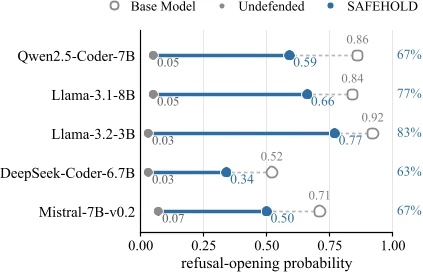 Base Model Undefended SAFEHOLD
Qwen2.5-Coder-7B 0.05 0.59 0.86 67%
Llama-3.1-8B 0.05 0.66 0.84 77%
Llama-3.2-3B 0.03 0.77 0.92 83%
DeepSeek-Coder-6.7B 0.03 0.34 0.52 63%
Mistral-7B-v0.2 0.07 0.50 0.71 67%
0.00 0.25 0.50 0.75 1.00
refusal-opening probability